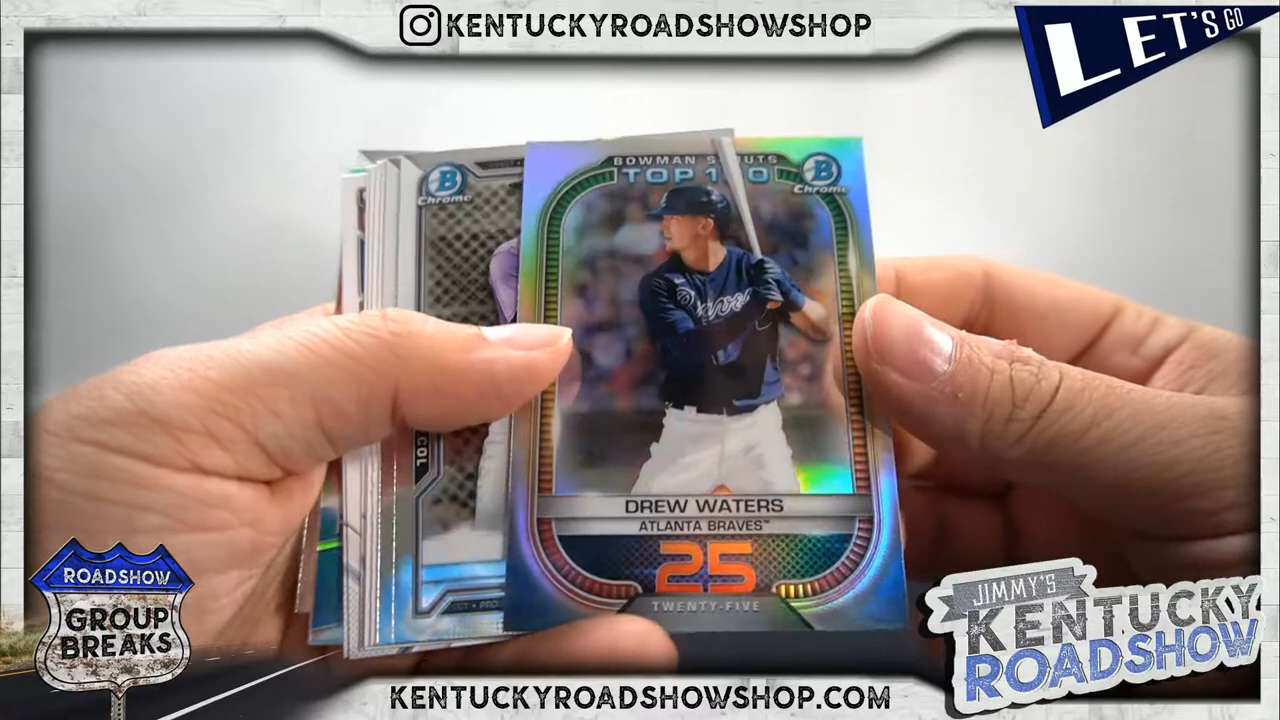 KENTUCKYROADSHOWSHOP
LET'S GO
BOWMAN SCOUTS
TOP 100
B
Chrome
B
Chrome
Braves
DREW WATERS
ATLANTA BRAVES™
25
TWENTY-FIVE
COL
ROADSHOW
GROUP
BREAKS
JIMMY'S
KENTUCKY
ROADSHOW
KENTUCKYROADSHOWSHOP.COM